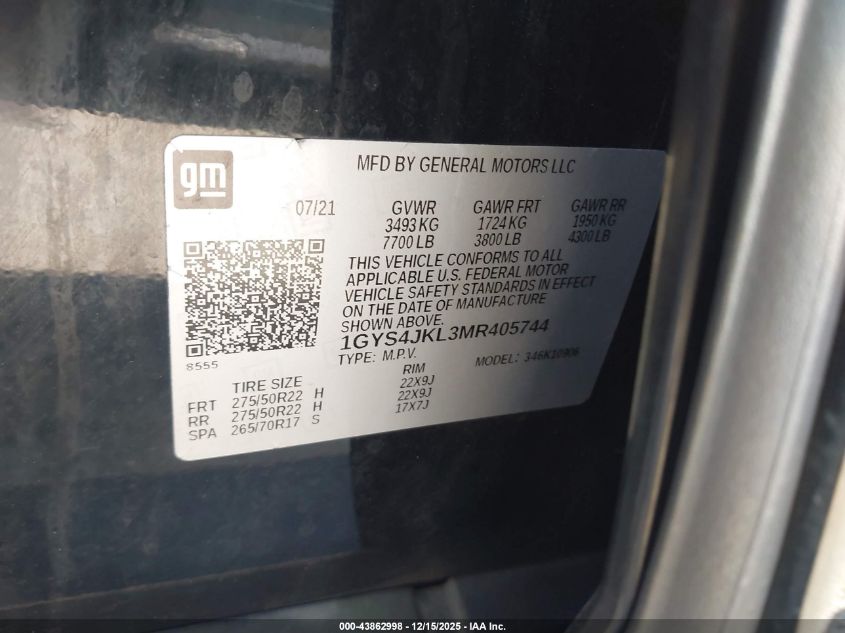 gm
MFD BY GENERAL MOTORS LLC
07/21
GVWR GAWR FRT GAWR RR
3493 KG 1724 KG 1950 KG
7700 LB 3800 LB 4300 LB
THIS VEHICLE CONFORMS TO ALL
APPLICABLE U.S. FEDERAL MOTOR
VEHICLE SAFETY STANDARDS IN EFFECT
ON THE DATE OF MANUFACTURE
SHOWN ABOVE.
1GYS4JKL3MR405744
8555
TYPE: M.P.V. MODEL: 346K10906
TIRE SIZE RIM
FRT 275/50R22 H 22X9J
RR 275/50R22 H 22X9J
SPA 265/70R17 S 17X7J
000-43862998 - 12/15/2025 - IAA Inc.